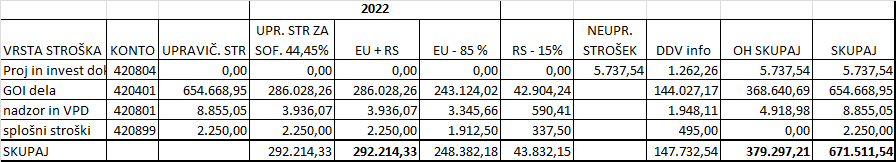 2022
VRSTA STROŠKA KONTO UPRAVIČ. STR UPR. STR ZA SOF. 44,45% EU + RS EU - 85 % RS - 15% NEUPR. STROŠEK DDV info OH SKUPAJ SKUPAJ
Proj in invest dok 420804 0,00 0,00 0,00 0,00 0,00 5.737,54 1.262,26 5.737,54 5.737,54
GOI dela 420401 654.668,95 286.028,26 286.028,26 243.124,02 42.904,24 144.027,17 368.640,69 654.668,95
nadzor in VPD 420801 8.855,05 3.936,07 3.936,07 3.345,66 590,41 1.948,11 4.918,98 8.855,05
splošni stroški 420899 2.250,00 2.250,00 2.250,00 1.912,50 337,50 495,00 0,00 2.250,00
SKUPAJ 292.214,33 292.214,33 248.382,18 43.832,15 147.732,54 379.297,21 671.511,54